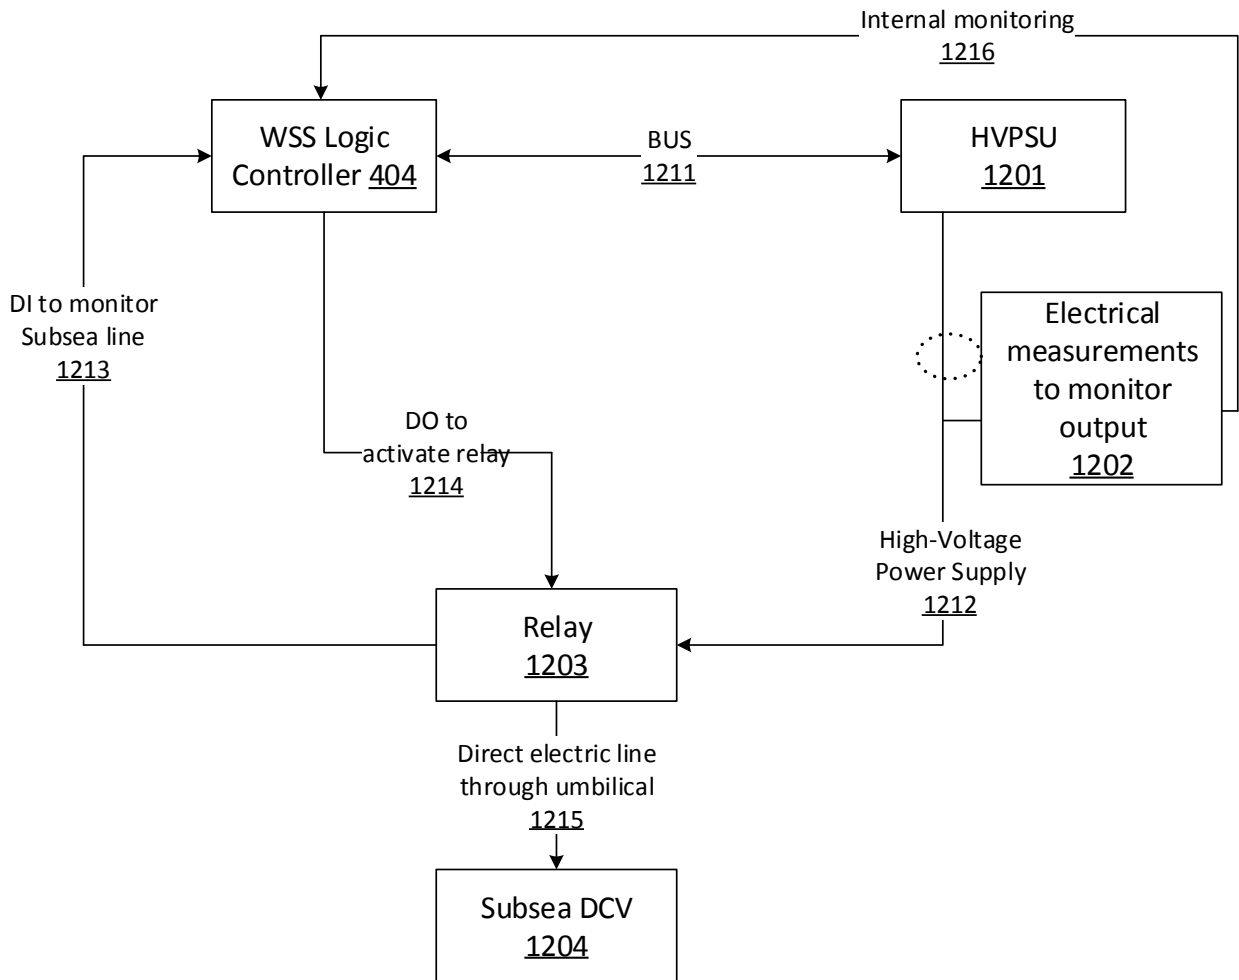 Internal monitoring
1216
WSS Logic
Controller 404
BUS
1211
HVPSU
1201
DI to monitor
Subsea line
1213
Electrical
measurements
to monitor
output
1202
DO to
activate relay
1214
High-Voltage
Power Supply
1212
Relay
1203
Direct electric line
through umbilical
1215
Subsea DCV
1204